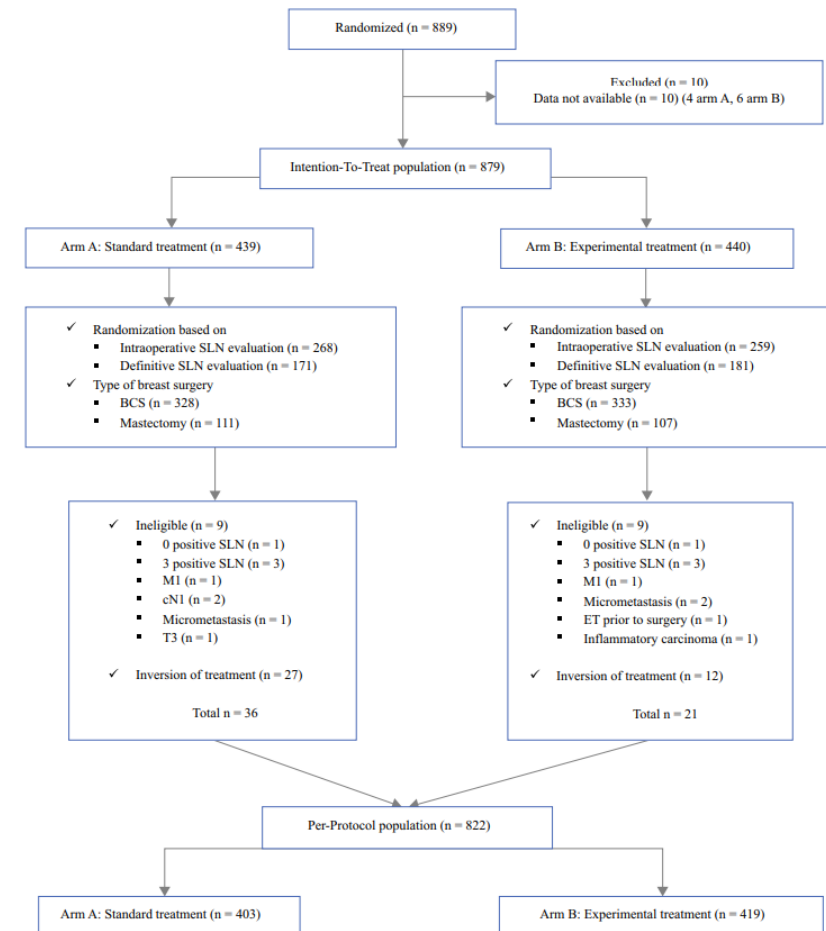 Randomized (n = 889)
Excluded (n = 10)
Data not available (n = 10) (4 arm A, 6 arm B)
Intention-To-Treat population (n = 879)
Arm A: Standard treatment (n = 439)
Arm B: Experimental treatment (n = 440)
✓ Randomization based on
▪ Intraoperative SLN evaluation (n = 268)
▪ Definitive SLN evaluation (n = 171)
✓ Type of breast surgery
▪ BCS (n = 328)
▪ Mastectomy (n = 111)
✓ Randomization based on
▪ Intraoperative SLN evaluation (n = 259)
▪ Definitive SLN evaluation (n = 181)
✓ Type of breast surgery
▪ BCS (n = 333)
▪ Mastectomy (n = 107)
✓ Ineligible (n = 9)
▪ 0 positive SLN (n = 1)
▪ 3 positive SLN (n = 3)
▪ M1 (n = 1)
▪ cN1 (n = 2)
▪ Micrometastasis (n = 1)
▪ T3 (n = 1)
✓ Inversion of treatment (n = 27)
Total n = 36
✓ Ineligible (n = 9)
▪ 0 positive SLN (n = 1)
▪ 3 positive SLN (n = 3)
▪ M1 (n = 1)
▪ Micrometastasis (n = 2)
▪ ET prior to surgery (n = 1)
▪ Inflammatory carcinoma (n = 1)
✓ Inversion of treatment (n = 12)
Total n = 21
Per-Protocol population (n = 822)
Arm A: Standard treatment (n = 403)
Arm B: Experimental treatment (n = 419)